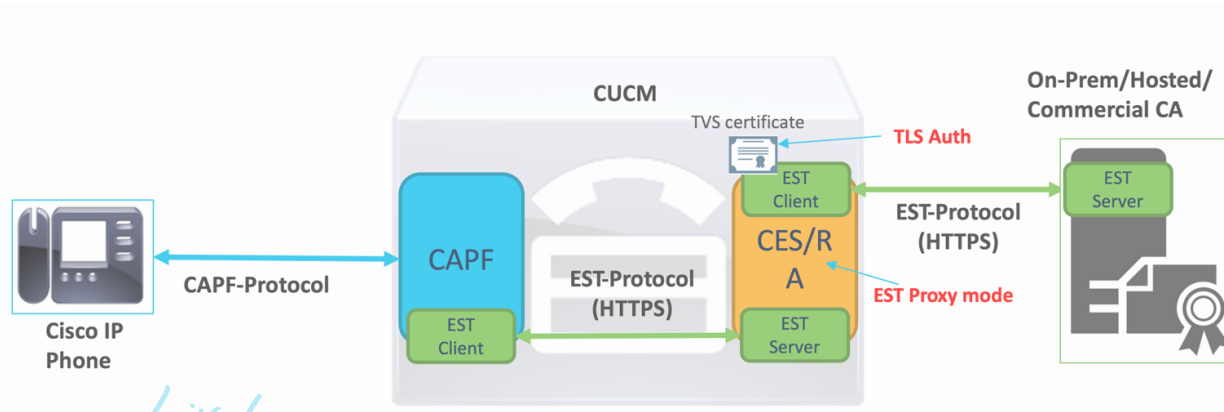 CUCM
On-Prem/Hosted/
Commercial CA
TVS certificate
TLS Auth
EST
Client
EST
Server
CAPF
CES/R
A
EST-Protocol
(HTTPS)
EST-Protocol
(HTTPS)
CAPF-Protocol
EST Proxy mode
Cisco IP
Phone
EST
Client
EST
Server